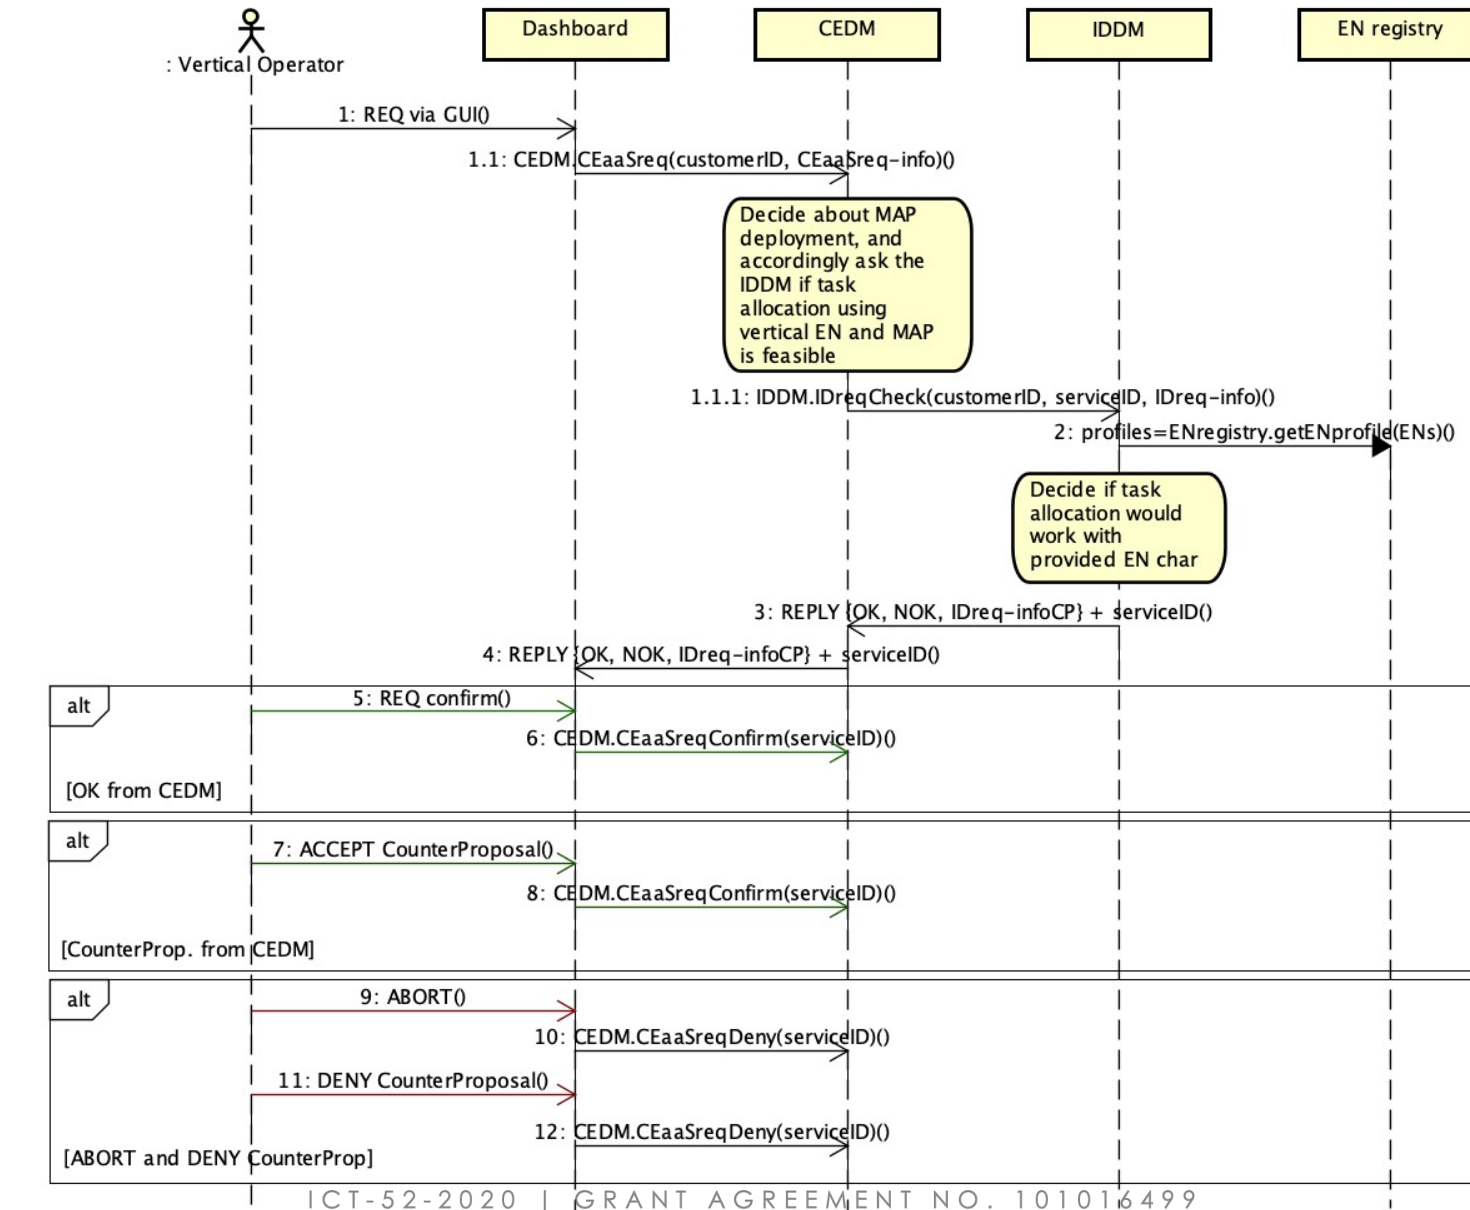 Dashboard
CEDM
IDDM
EN registry
: Vertical Operator
1: REQ via GUI()
1.1: CEDM.CEaaSreq(customerID, CEaaSreq-info)()
Decide about MAP
deployment, and
accordingly ask the
IDDM if task
allocation using
vertical EN and MAP
is feasible
1.1.1: IDDM.IDreqCheck(customerID, serviceID, IDreq-info)()
2: profiles=ENregistry.getENprofile(ENs)()
Decide if task
allocation would
work with
provided EN char
3: REPLY {OK, NOK, IDreq-infoCP} + serviceID()
4: REPLY {OK, NOK, IDreq-infoCP} + serviceID()
alt
5: REQ confirm()
6: CEDM.CEaaSreqConfirm(serviceID)()
[OK from CEDM]
alt
7: ACCEPT CounterProposal()
8: CEDM.CEaaSreqConfirm(serviceID)()
[CounterProp. from CEDM]
alt
9: ABORT()
10: CEDM.CEaaSreqDeny(serviceID)()
11: DENY CounterProposal()
12: CEDM.CEaaSreqDeny(serviceID)()
[ABORT and DENY CounterProp]
ICT-52-2020 | GRANT AGREEMENT NO. 101016499